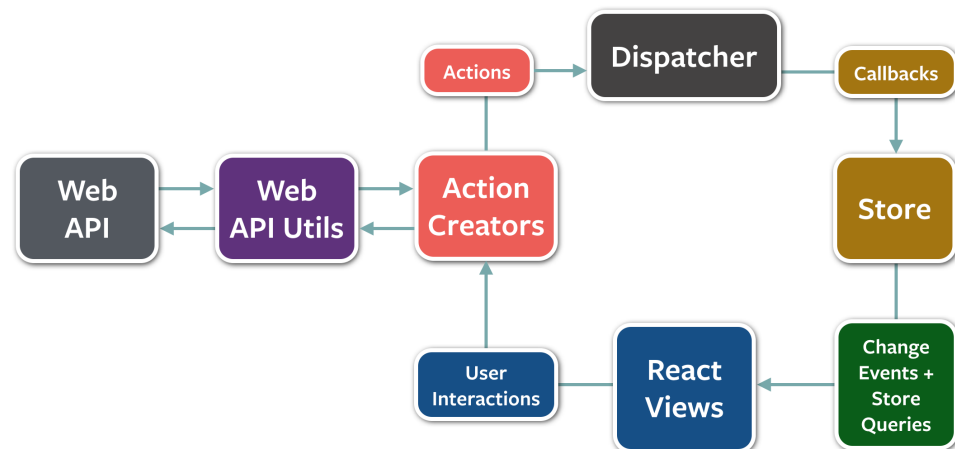 Dispatcher
Actions
Callbacks
Web
API
Web
API Utils
Action
Creators
Store
User
Interactions
React
Views
Change
Events +
Store
Queries